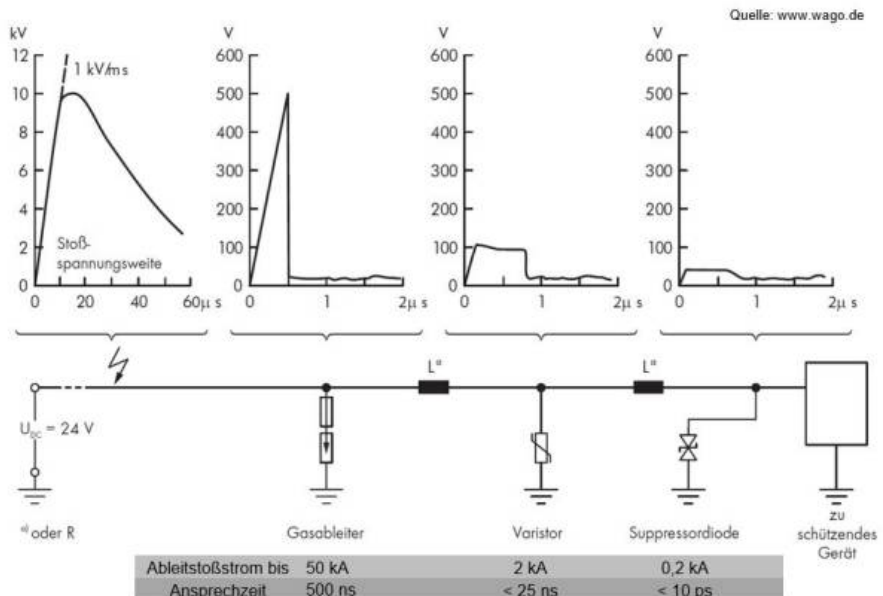 Quelle: www.wago.de
kV
12
10
8
6
4
2
0
1 kV/ms
Stoß-
spannungsweite
0 20 40 60µ s
V
600
500
400
300
200
100
0
0 1 2µ s
V
600
500
400
300
200
100
0
0 1 2µ s
V
600
500
400
300
200
100
0
0 1 2µ s
L a)
L a)
U DC = 24 V
a) oder R
Gasableiter
Varistor
Suppressordiode
zu
schützendes
Gerät
Ableitstoßstrom bis 50 kA 2 kA 0,2 kA
Ansprechzeit 500 ns < 25 ns < 10 ps